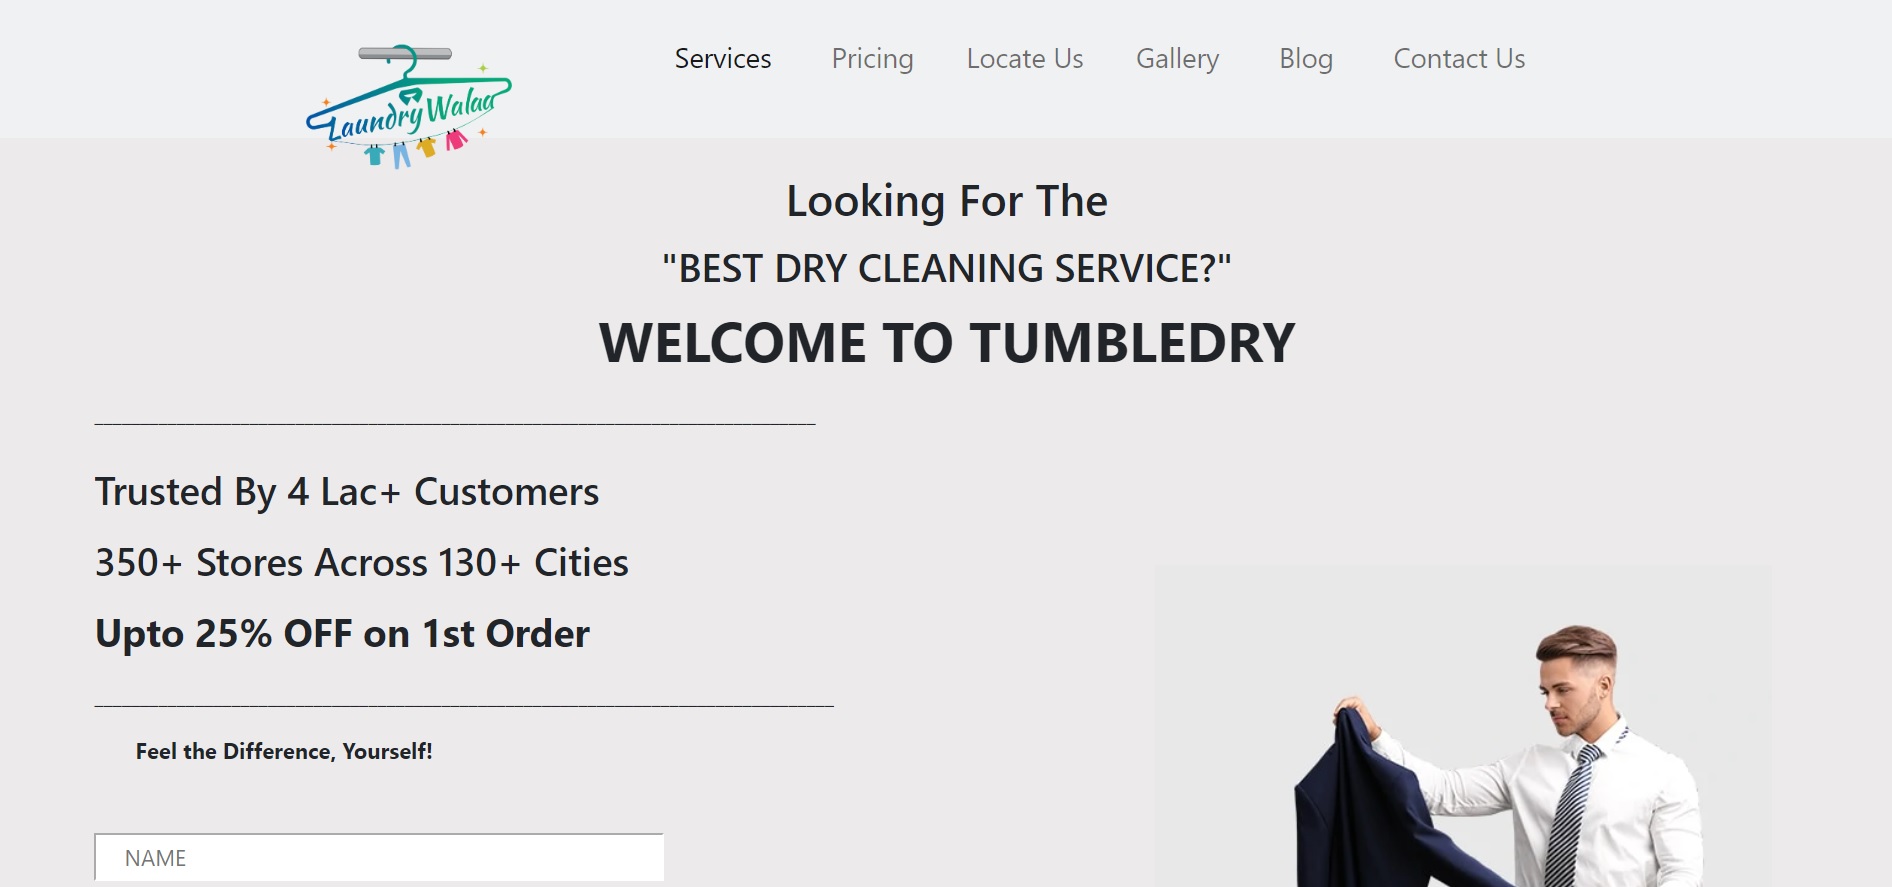 Laundry Walaa
Services Pricing Locate Us Gallery Blog Contact Us
Looking For The
"BEST DRY CLEANING SERVICE?"
WELCOME TO TUMBLEDRY
Trusted By 4 Lac+ Customers
350+ Stores Across 130+ Cities
Upto 25% OFF on 1st Order
Feel the Difference, Yourself!
NAME